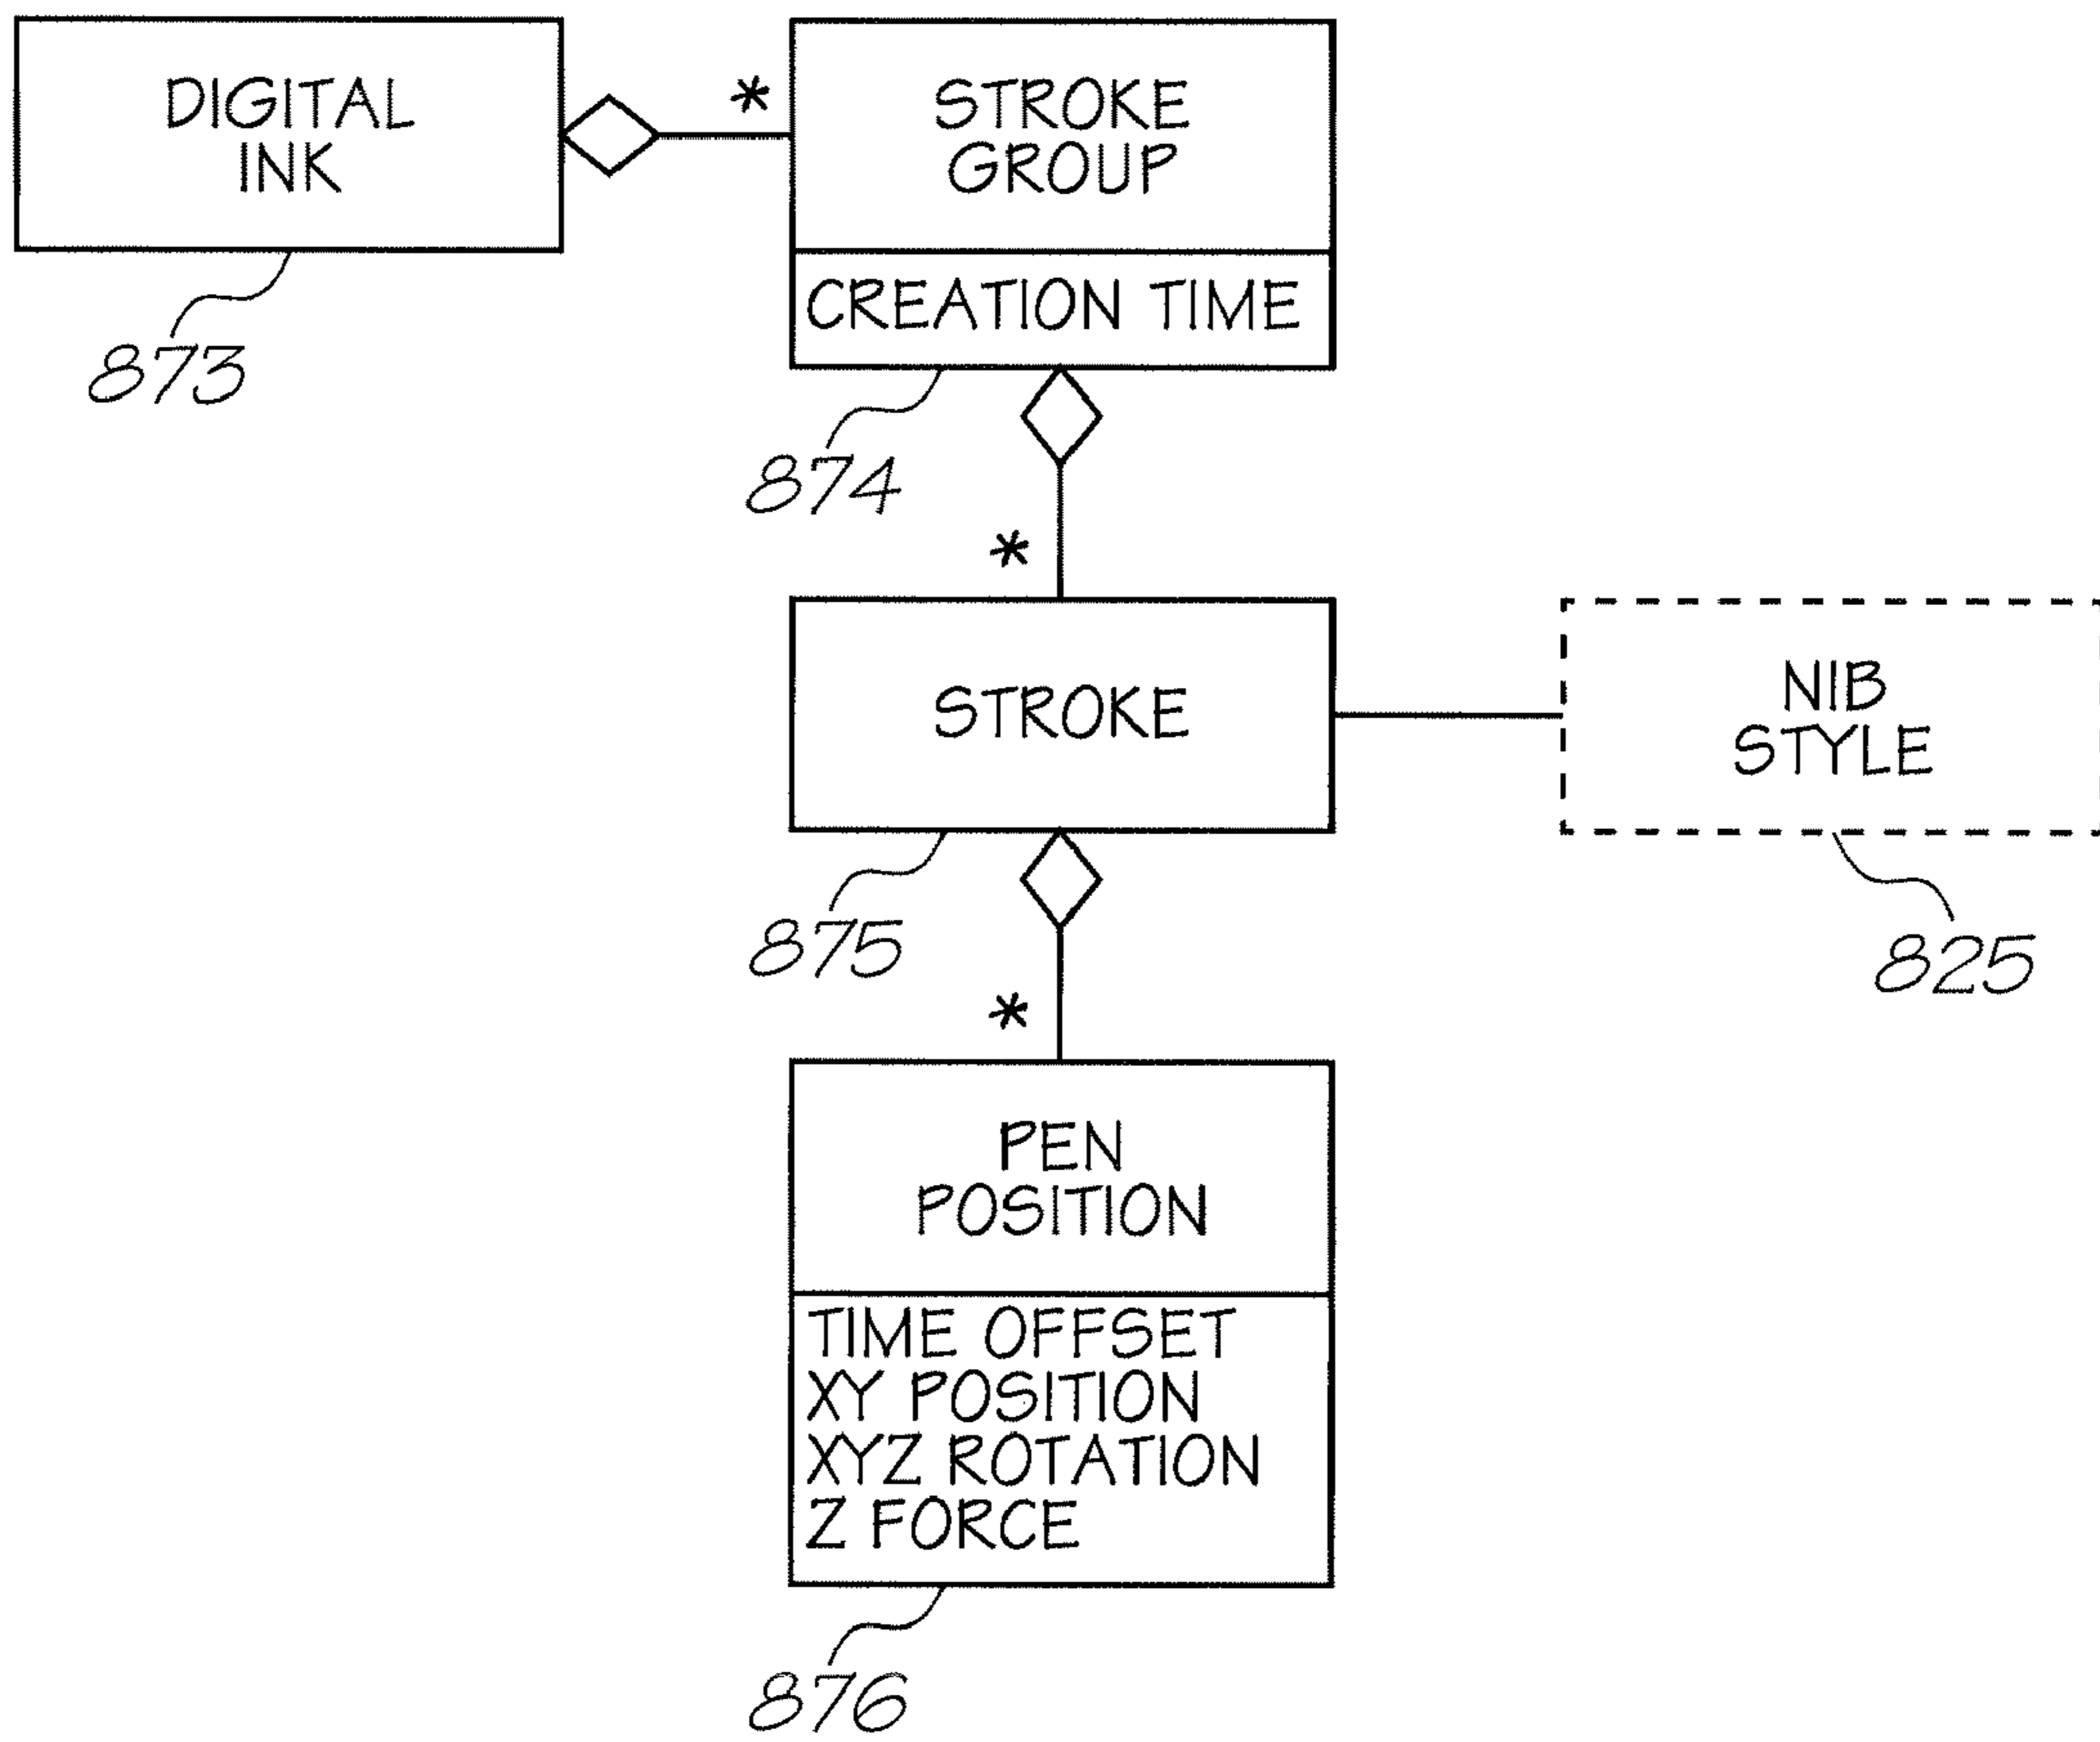 DIGITAL
INK
*
STROKE
GROUP
CREATION TIME
873
874
*
STROKE
NIB
STYLE
875
825
*
PEN
POSITION
TIME OFFSET
XY POSITION
XYZ ROTATION
Z FORCE
876